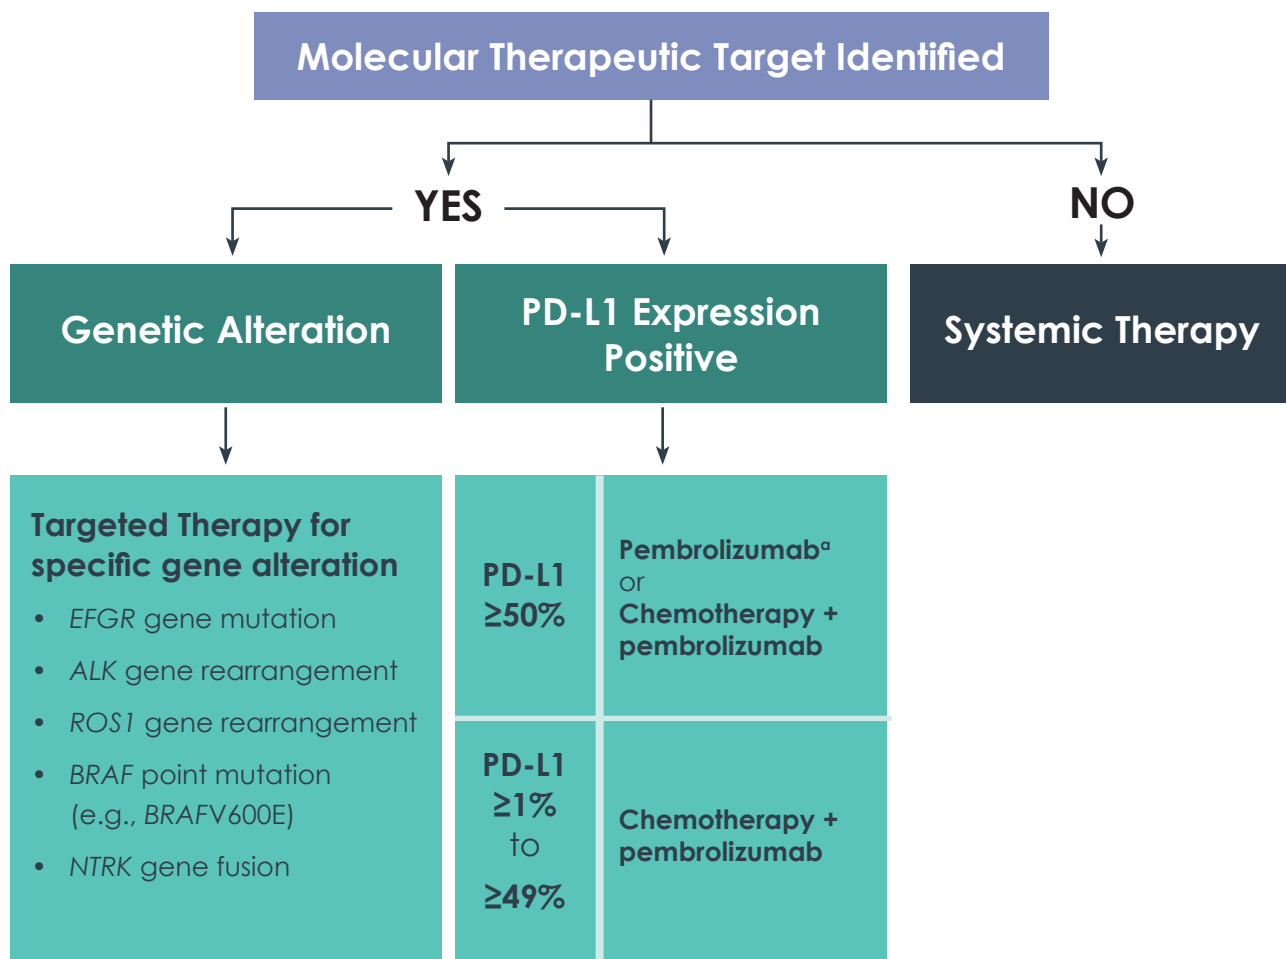 Molecular Therapeutic Target Identified
YES
NO
Genetic Alteration
PD-L1 Expression
Positive
Systemic Therapy
Targeted Therapy for
specific gene alteration
• EFGR gene mutation
• ALK gene rearrangement
• ROS1 gene rearrangement
• BRAF point mutation
(e.g., BRAFV600E)
• NTRK gene fusion
PD-L1
≥50%
Pembrolizumabᵃ
or
Chemotherapy +
pembrolizumab
PD-L1
≥1%
to
≥49%
Chemotherapy +
pembrolizumab